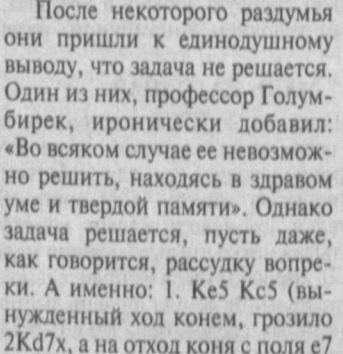 После некоторого раздумья
они пришли к единодушному
выводу, что задача не решается.
Один из них, профессор Голум-
бирек, иронически добавил:
«Во всяком случае ее невозмож-
но решить, находясь в здравом
уме и твердой памяти». Однако
задача решается, пусть даже,
как говорится, рассудку вопре-
ки. А именно: 1. Ке5 Кc5 (вы-
нужденный ход конем, грозило
2Kd7x, а на отход коня с поля e7